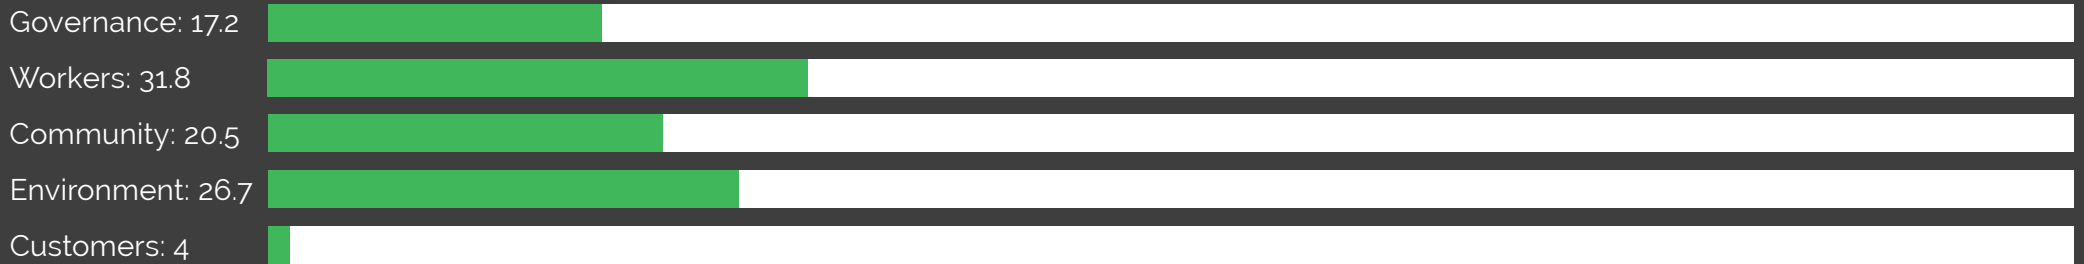 Governance: 17.2
Workers: 31.8
Community: 20.5
Environment: 26.7
Customers: 4